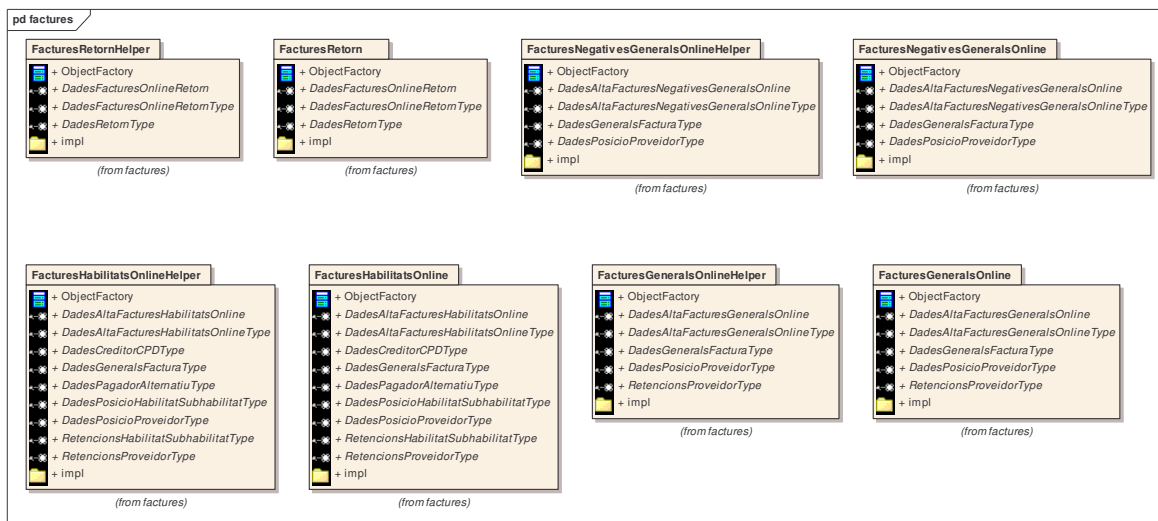 pd factures
FacturesRetornHelper
+ ObjectFactory
+ DadesFacturesOnlineRetorn
+ DadesFacturesOnlineRetornType
+ DadesRetornType
+ impl
(from factures)
FacturesRetorn
+ ObjectFactory
+ DadesFacturesOnlineRetorn
+ DadesFacturesOnlineRetornType
+ DadesRetornType
+ impl
(from factures)
FacturesNegativesGeneralsOnlineHelper
+ ObjectFactory
+ DadesAltaFacturesNegativesGeneralsOnline
+ DadesAltaFacturesNegativesGeneralsOnlineType
+ DadesGeneralsFacturaType
+ DadesPosicioProveidorType
+ impl
(from factures)
FacturesNegativesGeneralsOnline
+ ObjectFactory
+ DadesAltaFacturesNegativesGeneralsOnline
+ DadesAltaFacturesNegativesGeneralsOnlineType
+ DadesGeneralsFacturaType
+ DadesPosicioProveidorType
+ impl
(from factures)
FacturesHabilitatsOnlineHelper
+ ObjectFactory
+ DadesAltaFacturesHabilitatsOnline
+ DadesAltaFacturesHabilitatsOnlineType
+ DadesCreditorCPDType
+ DadesGeneralsFacturaType
+ DadesPagadorAlternatiuType
+ DadesPosicioHabilitatSubhabilitatType
+ DadesPosicioProveidorType
+ RetencionsHabilitatSubhabilitatType
+ RetencionsProveidorType
+ impl
(from factures)
FacturesHabilitatsOnline
+ ObjectFactory
+ DadesAltaFacturesHabilitatsOnline
+ DadesAltaFacturesHabilitatsOnlineType
+ DadesCreditorCPDType
+ DadesGeneralsFacturaType
+ DadesPagadorAlternatiuType
+ DadesPosicioHabilitatSubhabilitatType
+ DadesPosicioProveidorType
+ RetencionsHabilitatSubhabilitatType
+ RetencionsProveidorType
+ impl
(from factures)
FacturesGeneralsOnlineHelper
+ ObjectFactory
+ DadesAltaFacturesGeneralsOnline
+ DadesAltaFacturesGeneralsOnlineType
+ DadesGeneralsFacturaType
+ DadesPosicioProveidorType
+ RetencionsProveidorType
+ impl
(from factures)
FacturesGeneralsOnline
+ ObjectFactory
+ DadesAltaFacturesGeneralsOnline
+ DadesAltaFacturesGeneralsOnlineType
+ DadesGeneralsFacturaType
+ DadesPosicioProveidorType
+ RetencionsProveidorType
+ impl
(from factures)